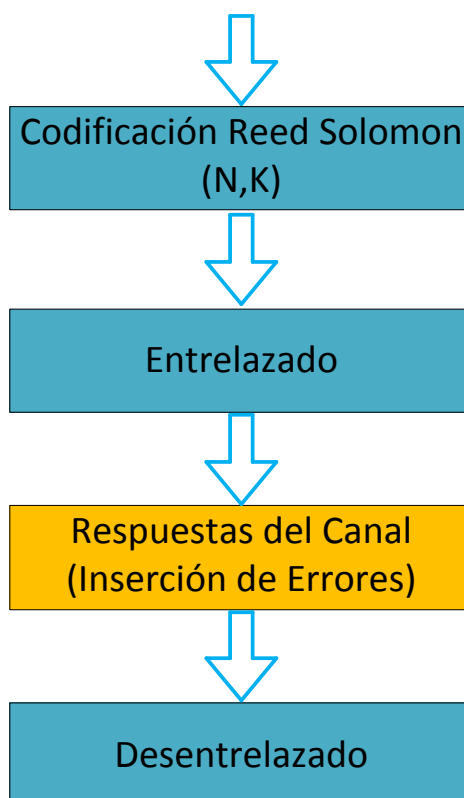 Codificación Reed Solomon
(N,K)
Entrelazado
Respuestas del Canal
(Inserción de Errores)
Desentrelazado